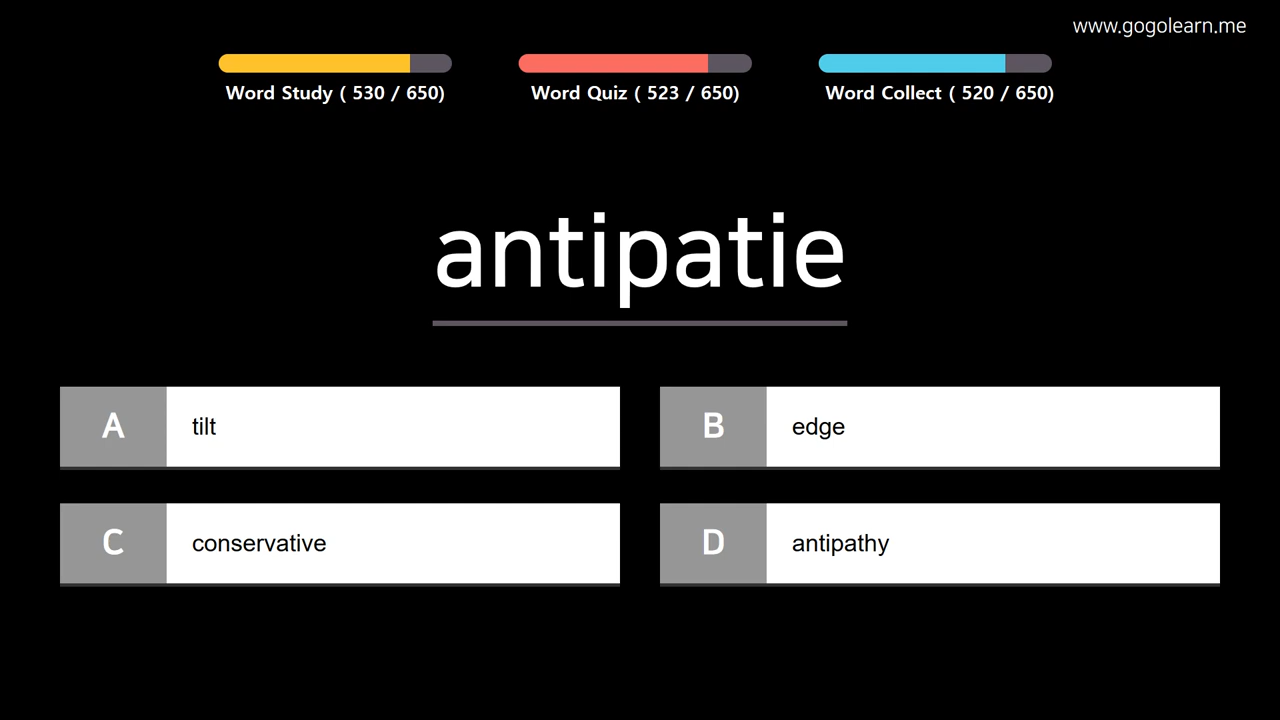 www.gogolearn.me
Word Study ( 530 / 650)
Word Quiz ( 523 / 650)
Word Collect ( 520 / 650)
antipatie
A tilt
B edge
C conservative
D antipathy